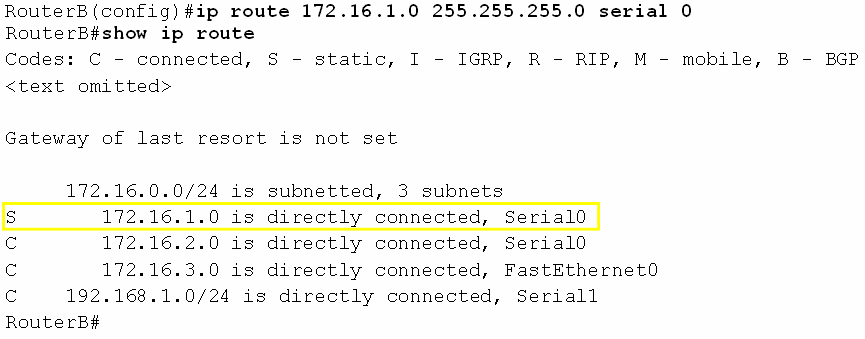 RouterB(config)#ip route 172.16.1.0 255.255.255.0 serial 0
RouterB#show ip route
Codes: C - connected, S - static, I - IGRP, R - RIP, M - mobile, B - BGP
<text omitted>
Gateway of last resort is not set
172.16.0.0/24 is subnetted, 3 subnets
S 172.16.1.0 is directly connected, Serial0
C 172.16.2.0 is directly connected, Serial0
C 172.16.3.0 is directly connected, FastEthernet0
C 192.168.1.0/24 is directly connected, Serial1
RouterB#